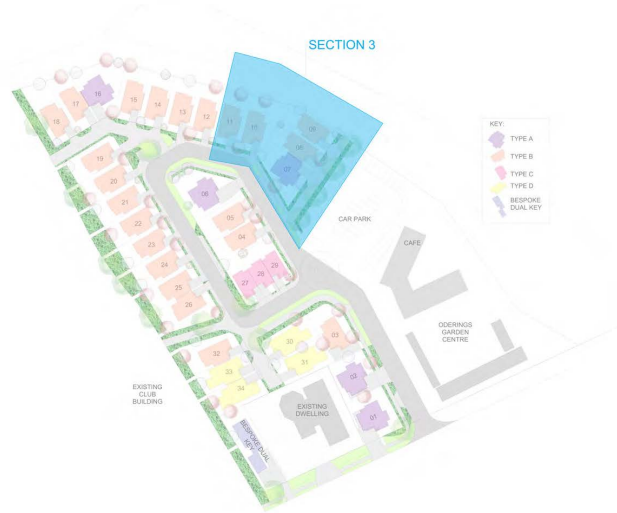 SECTION 3
KEY:
TYPE A
TYPE B
TYPE C
TYPE D
BESPOKE
DUAL KEY
16
17
18
15
14
13
12
11
10
09
08
07
19
20
21
22
23
24
25
26
06
05
04
29
28
27
CAR PARK
CAFE
ODERINGS
GARDEN
CENTRE
30
31
03
32
33
34
02
01
EXISTING
CLUB
BUILDING
EXISTING
DWELLING
BESPOKE DUAL
KEY